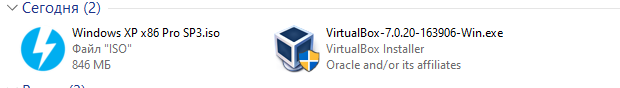 Сегодня (2)
Windows XP x86 Pro SP3.iso
Файл "ISO"
846 МБ
VirtualBox-7.0.20-163906-Win.exe
VirtualBox Installer
Oracle and/or its affiliates